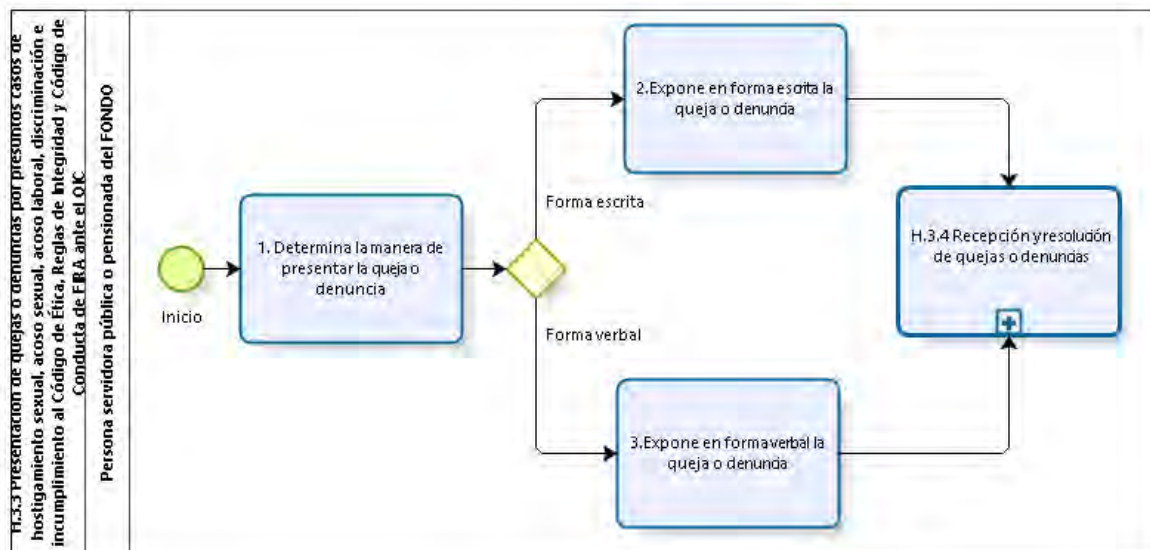 H.3.3 Presentación de quejas o denuncias por presuntos casos de
hostigamiento sexual, acoso sexual, acoso laboral, discriminación e
incumplimiento al Código de Ética, Reglas de Integridad y Código de
Conducta de FIRA ante el OIC
Persona servidora pública o pensionada del FONDO
Inicio
1. Determina la manera de
presentar la queja o
denuncia
Forma escrita
2.Expone en forma escrita la
queja o denuncia
Forma verbal
3.Expone en forma verbal la
queja o denuncia
H.3.4 Recepción y resolución
de quejas o denuncias